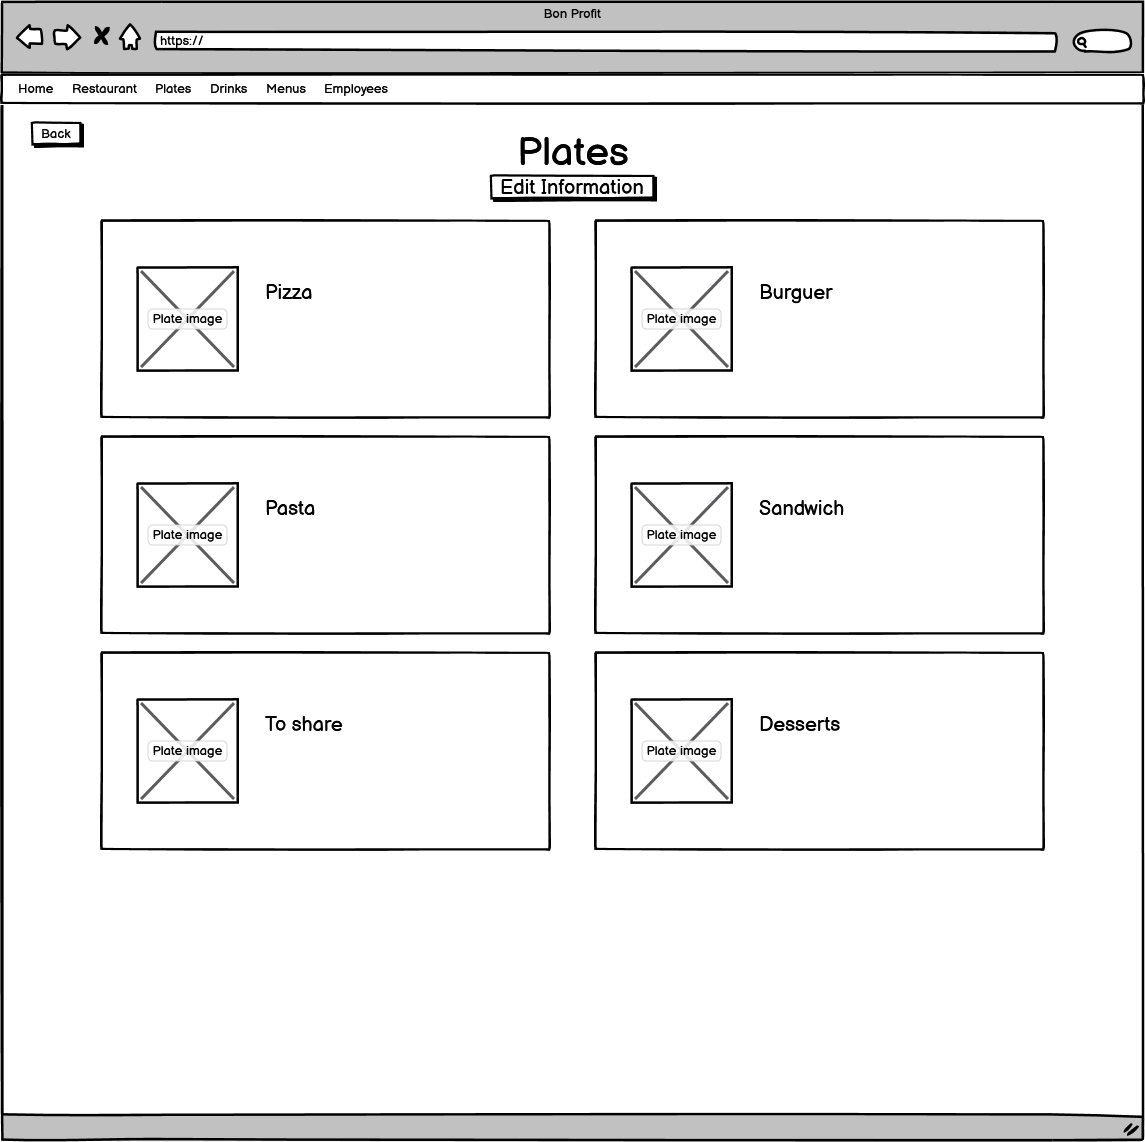 Bon Profit
https://
Home Restaurant Plates Drinks Menus Employees
Back
Plates
Edit Information
Pizza
Plate image
Burguer
Plate image
Pasta
Plate image
Sandwich
Plate image
To share
Plate image
Desserts
Plate image